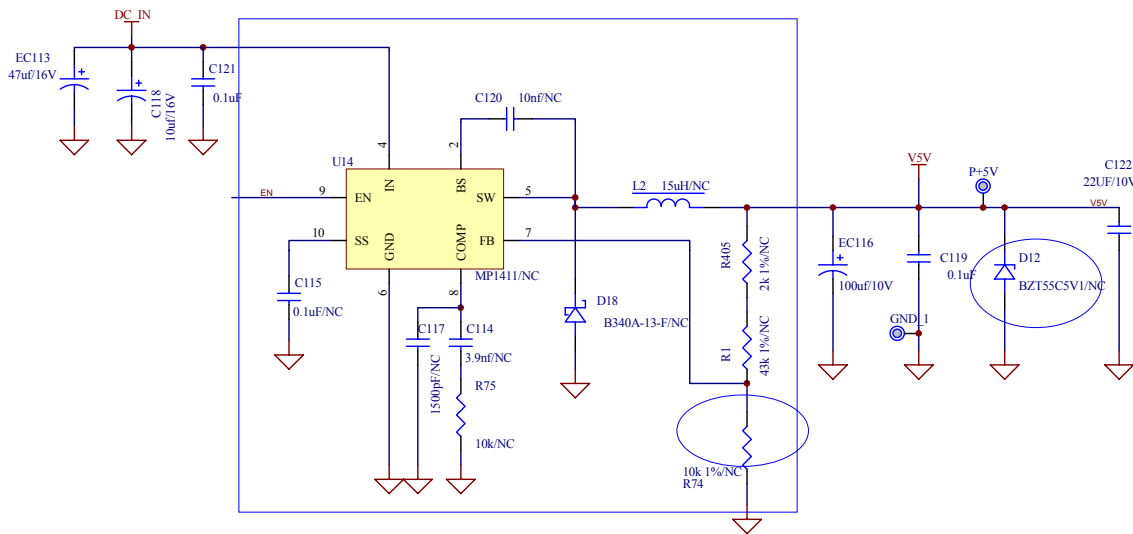 DC_IN
EC113
47uf/16V
C118
10uf/16V
C121
0.1uF
C120
10nf/NC
4
2
U14
IN
BS
EN
9
EN
SW
5
10
SS
FB
7
GND
COMP
MP1411/NC
6
8
C115
0.1uF/NC
C117
1500pF/NC
C114
3.9nf/NC
R75
10k/NC
D18
B340A-13-F/NC
L2
15uH/NC
R405
2k 1%/NC
R1
43k 1%/NC
10k 1%/NC
R74
V5V
P+5V
V5V
C122
22UF/10V
EC116
100uf/10V
C119
0.1uF
GND_1
D12
BZT55C5V1/NC